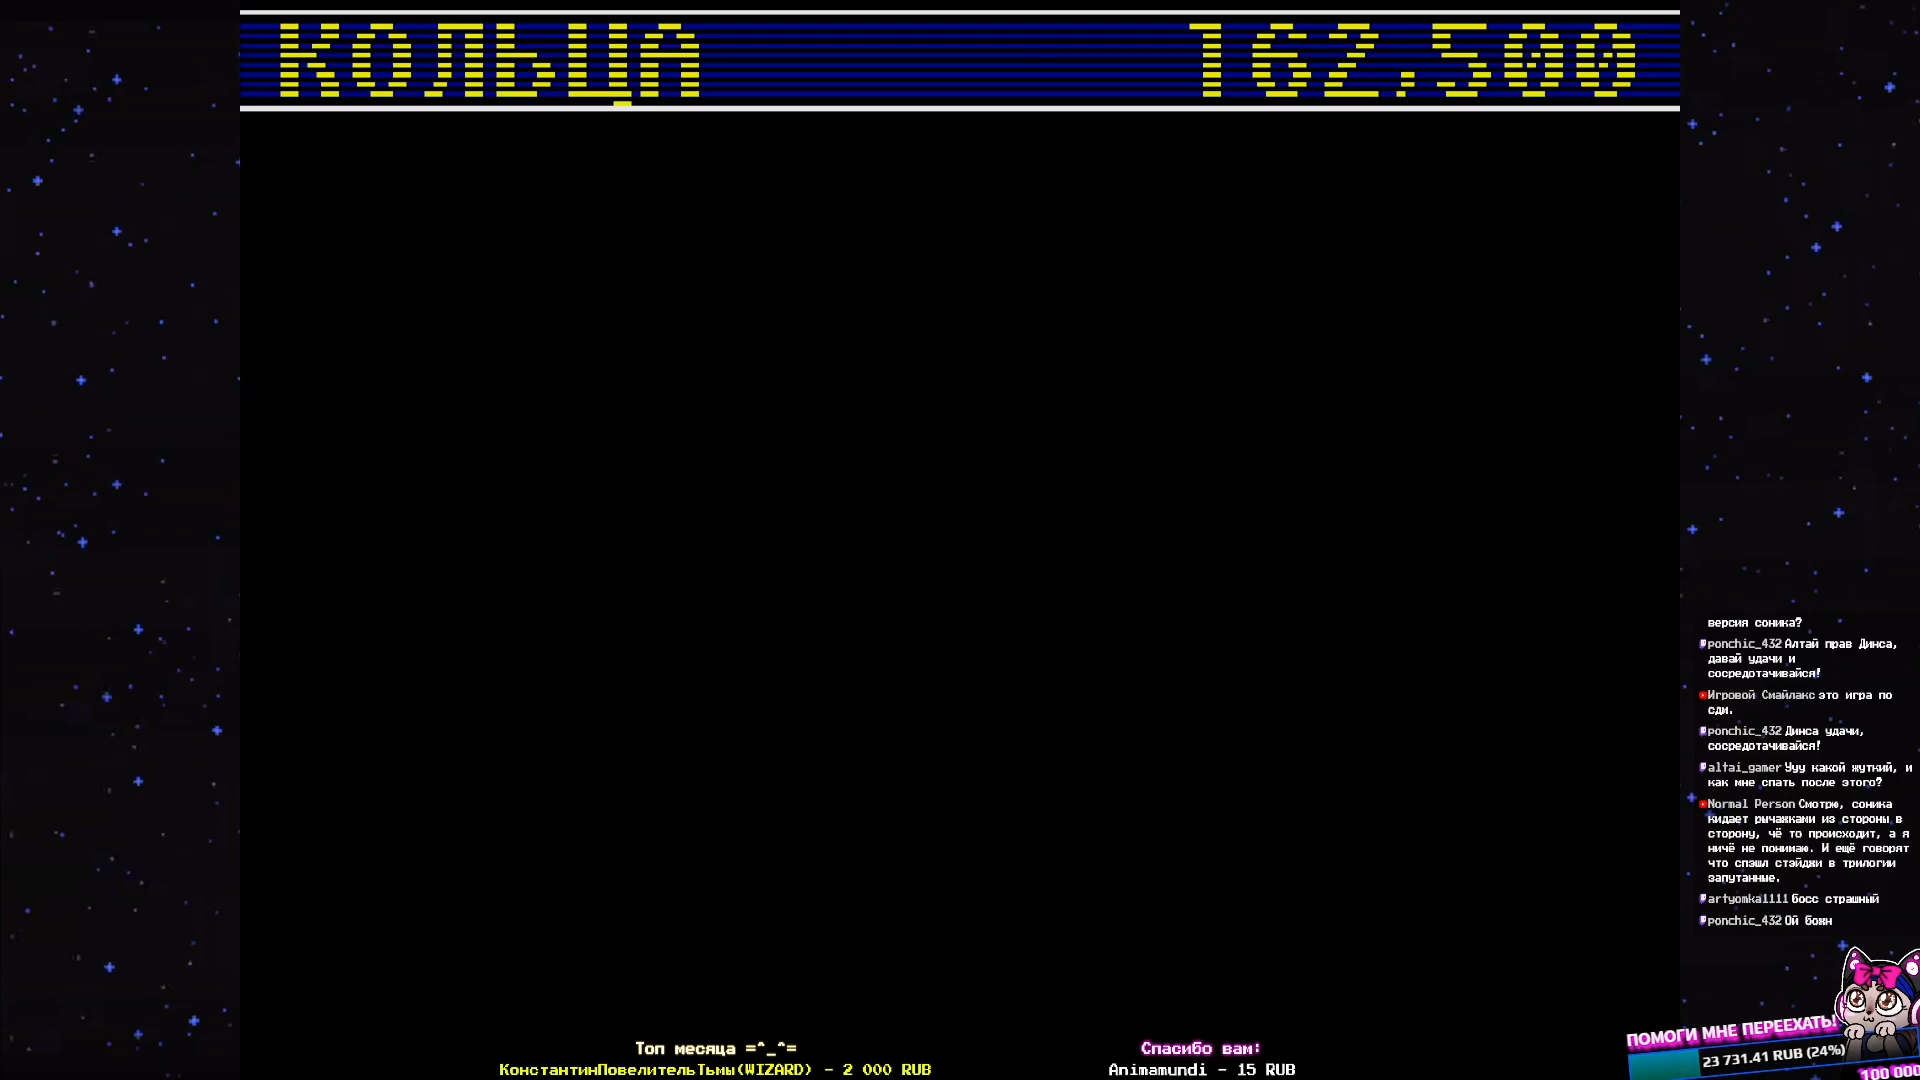 КОЛЬЦА 162.500
версия соника?
ponchic_432 Алтай прав Динса,
давай удачи и
сосредотачивайся!
Игровой Смайлакс это игра по
сди.
ponchic_432 Динса удачи,
сосредотачивайся!
altai_gamer Ууу какой жуткий, и
как мне спать после этого?
Normal Person Смотрю, соника
кидает рычажками из стороны в
сторону, чё то происходит, а я
ничё не понимаю. И ещё говорят
что спэшл стэйджи в трилогии
запутанные.
artyomka1111 босс страшный
ponchic_432 Ой божн
ПОМОГИ МНЕ ПЕРЕЕХАТЬ!
23 731.41 RUB (24%)
100 000
Топ месяца =^_^=
КонстантинПовелительТьмы(WIZARD) - 2 000 RUB
Спасибо вам:
Animamundi - 15 RUB